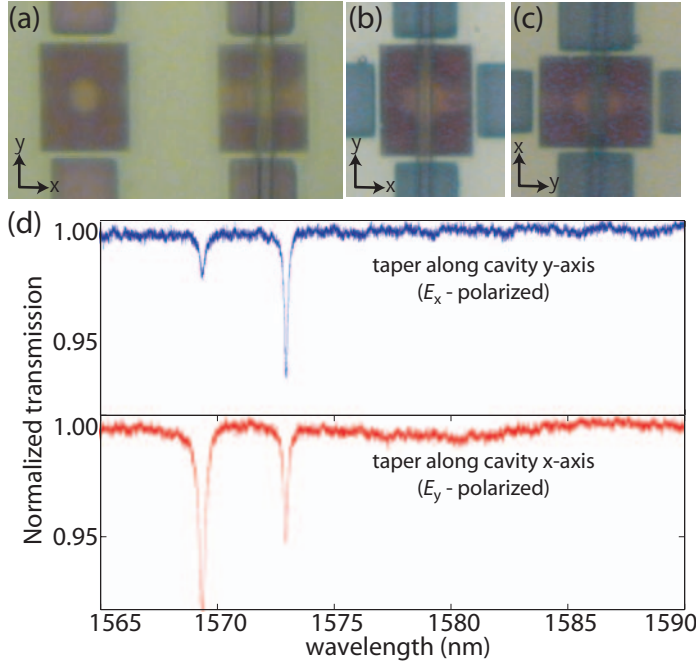 (a)
(b)
(c)
y
x
y
x
x
y
(d)
1.00
taper along cavity y-axis
(Ex - polarized)
0.95
1.00
taper along cavity x-axis
(Ey - polarized)
0.95
Normalized transmission
1565 1570 1575 1580 1585 1590
wavelength (nm)